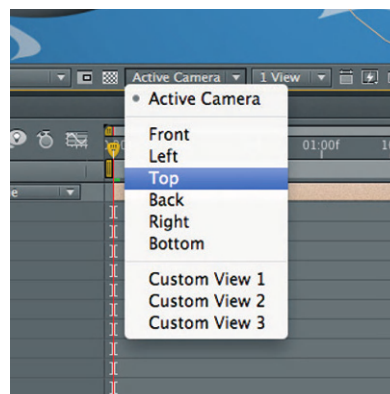 Active Camera 1 View
Active Camera
Front
Left
Top
Back
Right
Bottom
Custom View 1
Custom View 2
Custom View 3
01:00f
e